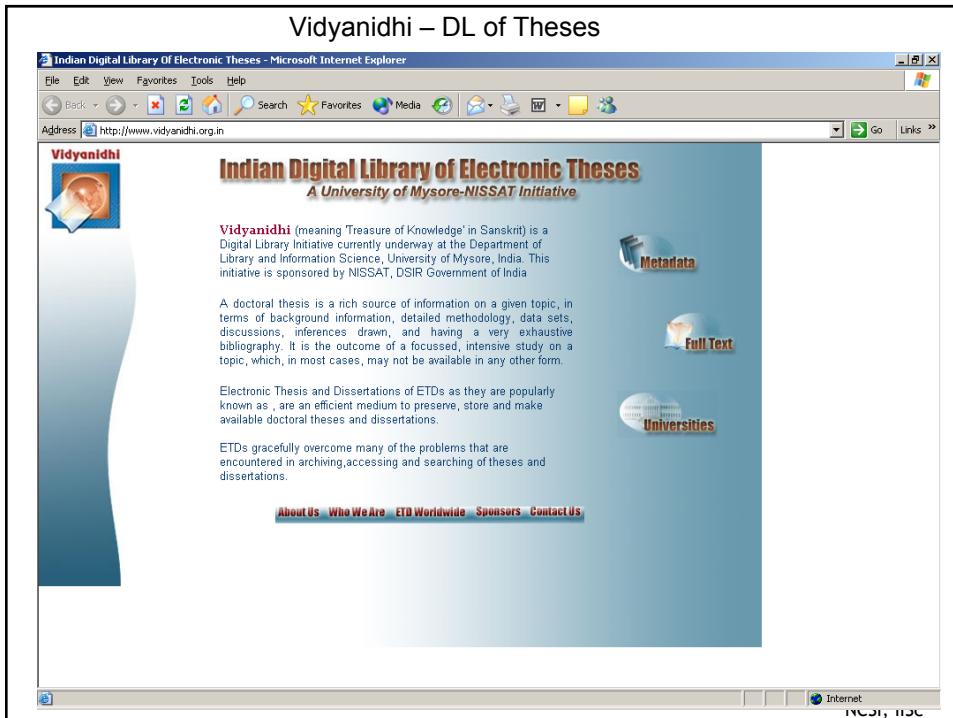 Vidyanidhi – DL of Theses
Indian Digital Library Of Electronic Theses - Microsoft Internet Explorer
File Edit View Favorites Tools Help
Back Search Favorites Media
Address http://www.vidyanidhi.org.in Go Links »
Vidyanidhi
Indian Digital Library of Electronic Theses
A University of Mysore-NISSAT Initiative
Vidyanidhi (meaning 'Treasure of Knowledge' in Sanskrit) is a
Digital Library Initiative currently underway at the Department of
Library and Information Science, University of Mysore, India. This
initiative is sponsored by NISSAT, DSIR Government of India
A doctoral thesis is a rich source of information on a given topic, in
terms of background information, detailed methodology, data sets,
discussions, inferences drawn, and having a very exhaustive
bibliography. It is the outcome of a focussed, intensive study on a
topic, which, in most cases, may not be available in any other form.
Electronic Thesis and Dissertations of ETDs as they are popularly
known as , are an efficient medium to preserve, store and make
available doctoral theses and dissertations.
ETDs gracefully overcome many of the problems that are
encountered in archiving,accessing and searching of theses and
dissertations.
Metadata
Full Text
Universities
About Us Who We Are ETD Worldwide Sponsors Contact Us
Internet
NCSI, IISc